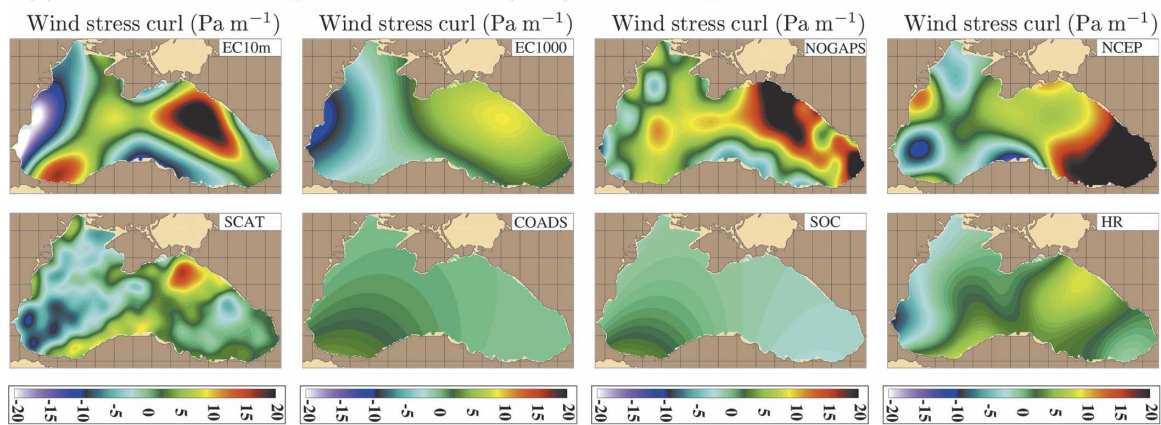 Wind stress curl (Pa m⁻¹) Wind stress curl (Pa m⁻¹) Wind stress curl (Pa m⁻¹) Wind stress curl (Pa m⁻¹)
EC10m EC1000 NOGAPS NCEP
SCAT COADS SOC HR
-20 -15 -10 -5 0 5 10 15 20 -20 -15 -10 -5 0 5 10 15 20 -20 -15 -10 -5 0 5 10 15 20 -20 -15 -10 -5 0 5 10 15 20